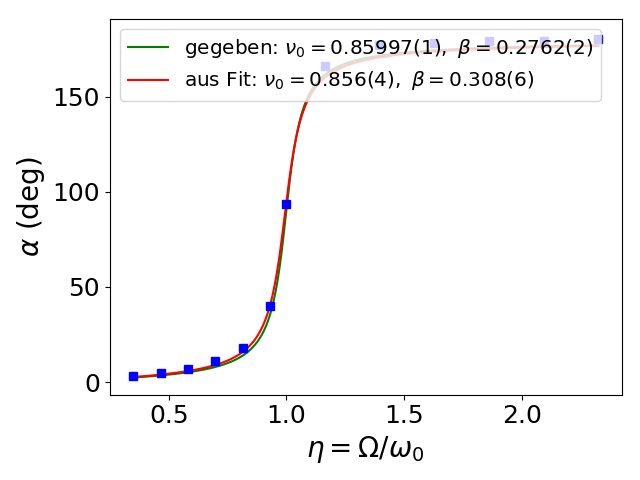 gegeben: ν₀ = 0.85997(1), β = 0.2762(2)
aus Fit: ν₀ = 0.856(4), β = 0.308(6)
150
100
50
0
α (deg)
0.5 1.0 1.5 2.0
η = Ω/ω₀